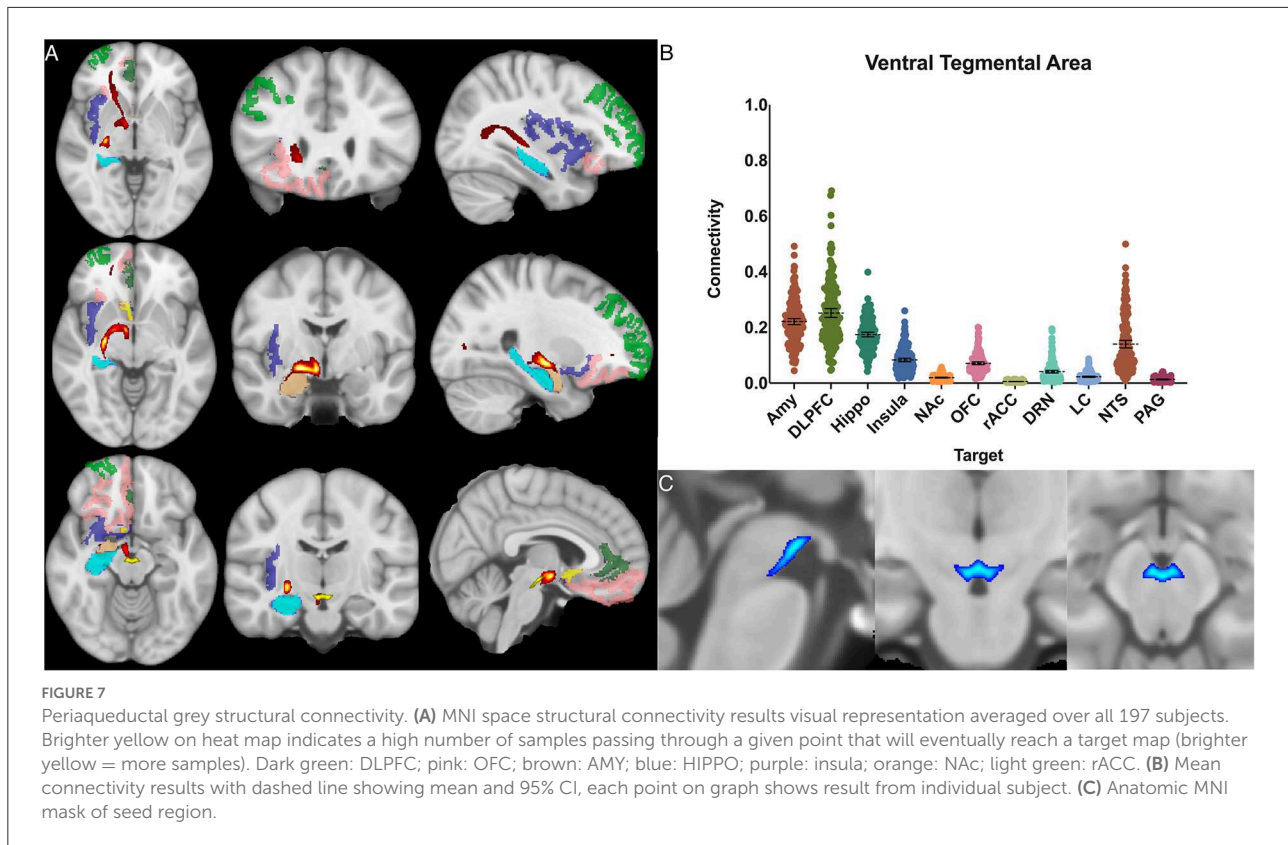 A
B
Ventral Tegmental Area
1.0
0.8
0.6
0.4
0.2
0.0
Connectivity
Amy
DLPFC
Hippo
Insula
NAc
OFC
rACC
DRN
LC
NTS
PAG
Target
C
FIGURE 7
Periaqueductal grey structural connectivity. (A) MNI space structural connectivity results visual representation averaged over all 197 subjects.
Brighter yellow on heat map indicates a high number of samples passing through a given point that will eventually reach a target map (brighter
yellow = more samples). Dark green: DLPFC; pink: OFC; brown: AMY; blue: HIPPO; purple: insula; orange: NAc; light green: rACC. (B) Mean
connectivity results with dashed line showing mean and 95% CI, each point on graph shows result from individual subject. (C) Anatomic MNI
mask of seed region.